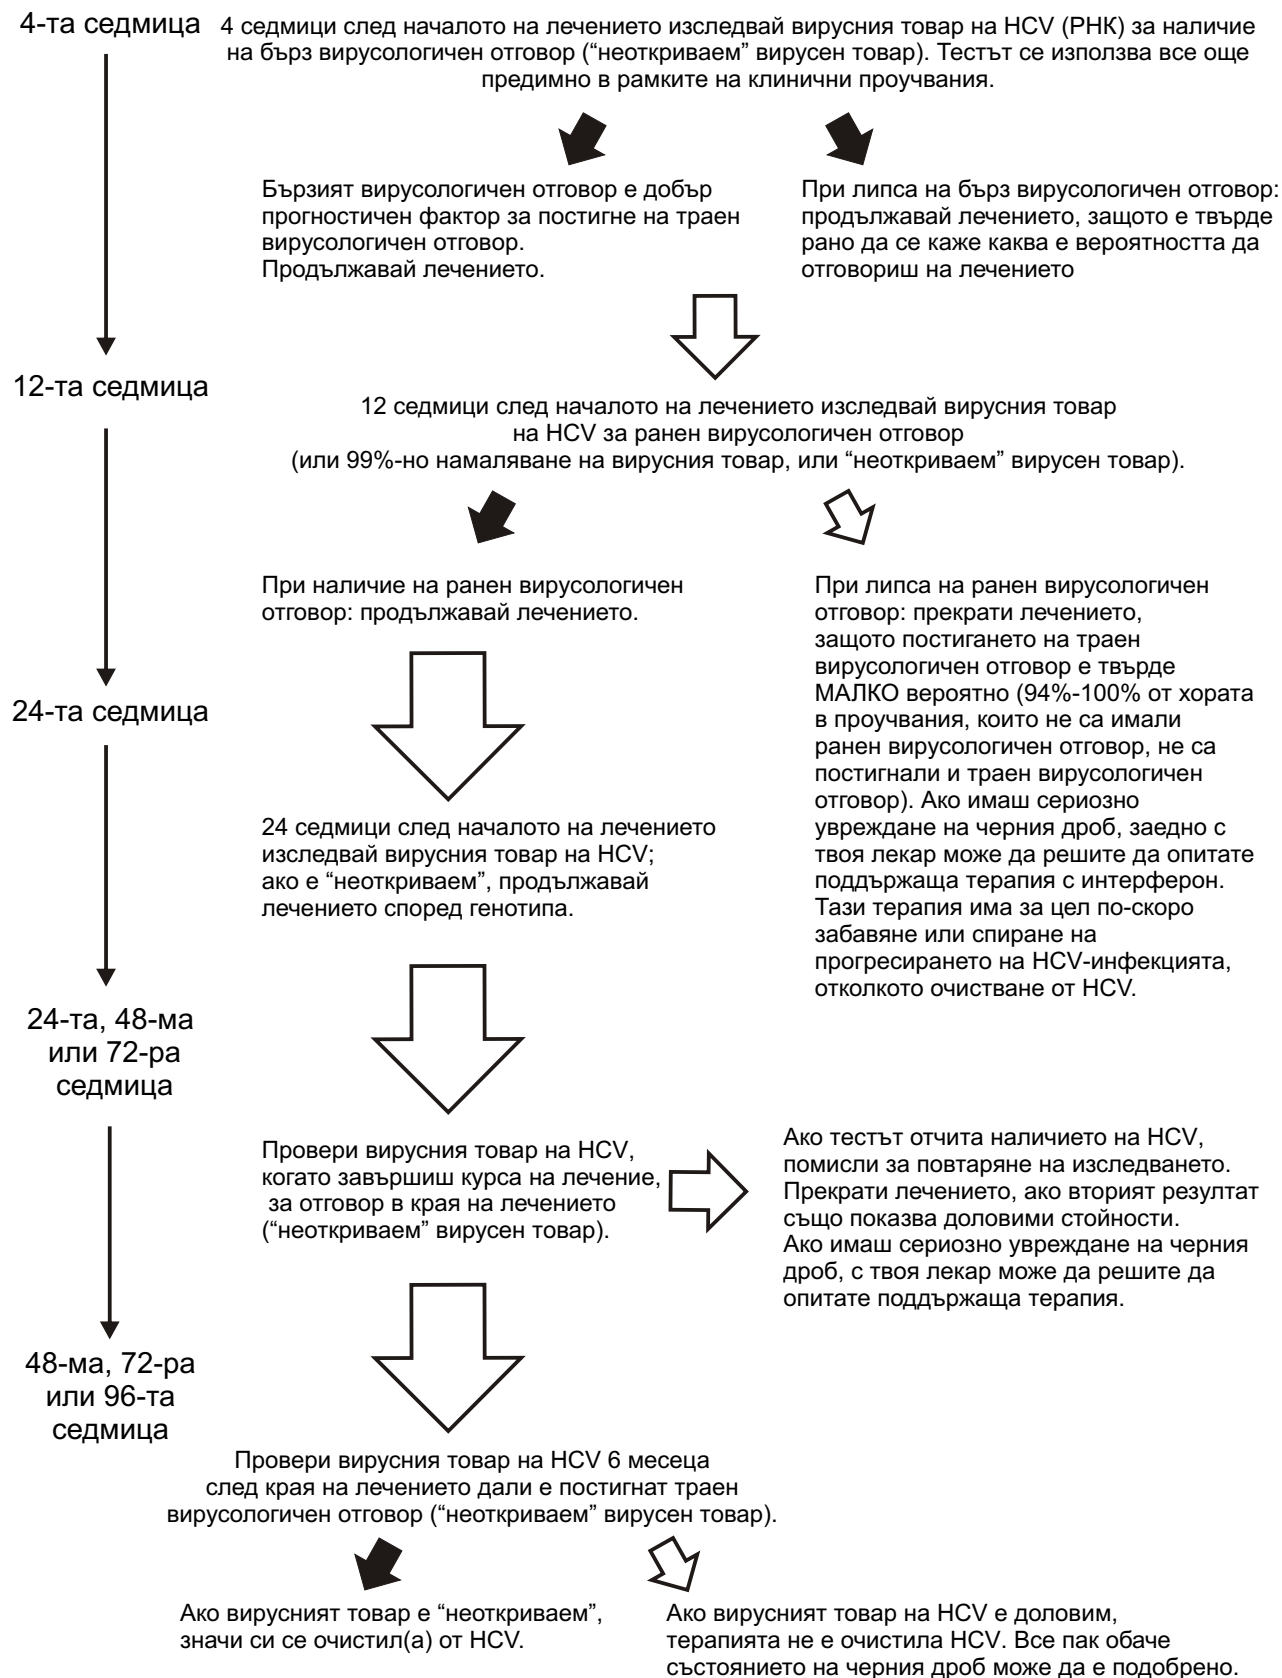 4-та седмица
4 седмици след началото на лечението изследвай вирусния товар на HCV (РНК) за наличие
на бърз вирусологичен отговор (“неоткриваем” вирусен товар). Тестът се използва все още
предимно в рамките на клинични проучвания.
Бързият вирусологичен отговор е добър
прогностичен фактор за постигне на траен
вирусологичен отговор.
Продължавай лечението.
При липса на бърз вирусологичен отговор:
продължавай лечението, защото е твърде
рано да се каже каква е вероятността да
отговориш на лечението
12-та седмица
12 седмици след началото на лечението изследвай вирусния товар
на HCV за ранен вирусологичен отговор
(или 99%-но намаляване на вирусния товар, или “неоткриваем” вирусен товар).
При наличие на ранен вирусологичен
отговор: продължавай лечението.
При липса на ранен вирусологичен
отговор: прекрати лечението,
защото постигането на траен
вирусологичен отговор е твърде
МАЛКО вероятно (94%-100% от хората
в проучвания, които не са имали
ранен вирусологичен отговор, не са
постигнали и траен вирусологичен
отговор). Ако имаш сериозно
увреждане на черния дроб, заедно с
твоя лекар може да решите да опитате
поддържаща терапия с интерферон.
Тази терапия има за цел по-скоро
забавяне или спиране на
прогресирането на HCV-инфекцията,
отколкото очистване от HCV.
24-та седмица
24 седмици след началото на лечението
изследвай вирусния товар на HCV;
ако е “неоткриваем”, продължавай
лечението според генотипа.
24-та, 48-ма
или 72-ра
седмица
Провери вирусния товар на HCV,
когато завършиш курса на лечение,
за отговор в края на лечението
(“неоткриваем” вирусен товар).
Ако тестът отчита наличието на HCV,
помисли за повтаряне на изследването.
Прекрати лечението, ако вторият резултат
също показва доловими стойности.
Ако имаш сериозно увреждане на черния
дроб, с твоя лекар може да решите да
опитате поддържаща терапия.
48-ма, 72-ра
или 96-та
седмица
Провери вирусния товар на HCV 6 месеца
след края на лечението дали е постигнат траен
вирусологичен отговор (“неоткриваем” вирусен товар).
Ако вирусният товар е “неоткриваем”,
значи си се очистил(а) от HCV.
Ако вирусният товар на HCV е доловим,
терапията не е очистила HCV. Все пак обаче
състоянието на черния дроб може да е подобрено.